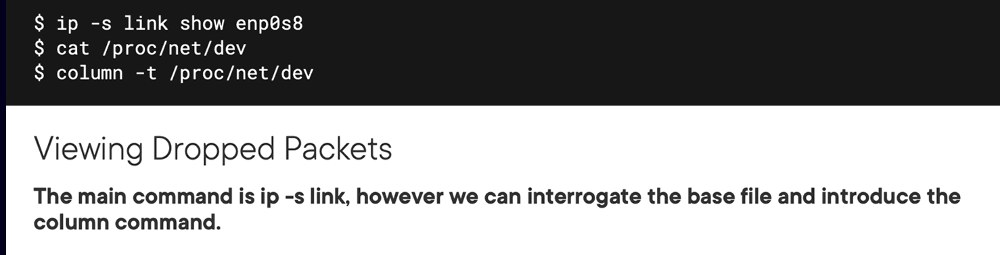 $ ip -s link show enp0s8
$ cat /proc/net/dev
$ column -t /proc/net/dev
Viewing Dropped Packets
The main command is ip -s link, however we can interrogate the base file and introduce the
column command.